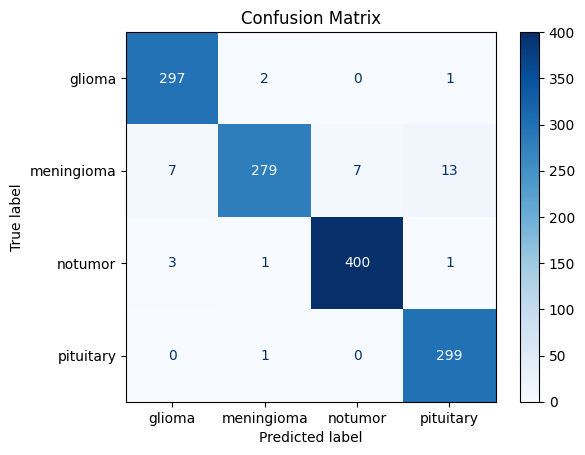 Confusion Matrix
True label
glioma 297 2 0 1
meningioma 7 279 7 13
notumor 3 1 400 1
pituitary 0 1 0 299
glioma meningioma notumor pituitary
Predicted label
400
350
300
250
200
150
100
50
0